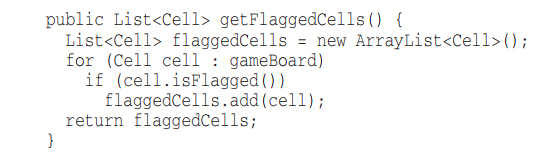 public List<Cell> getFlaggedCells() {
  List<Cell> flaggedCells = new ArrayList<Cell>();
  for (Cell cell : gameBoard)
    if (cell.isFlagged())
      flaggedCells.add(cell);
  return flaggedCells;
}